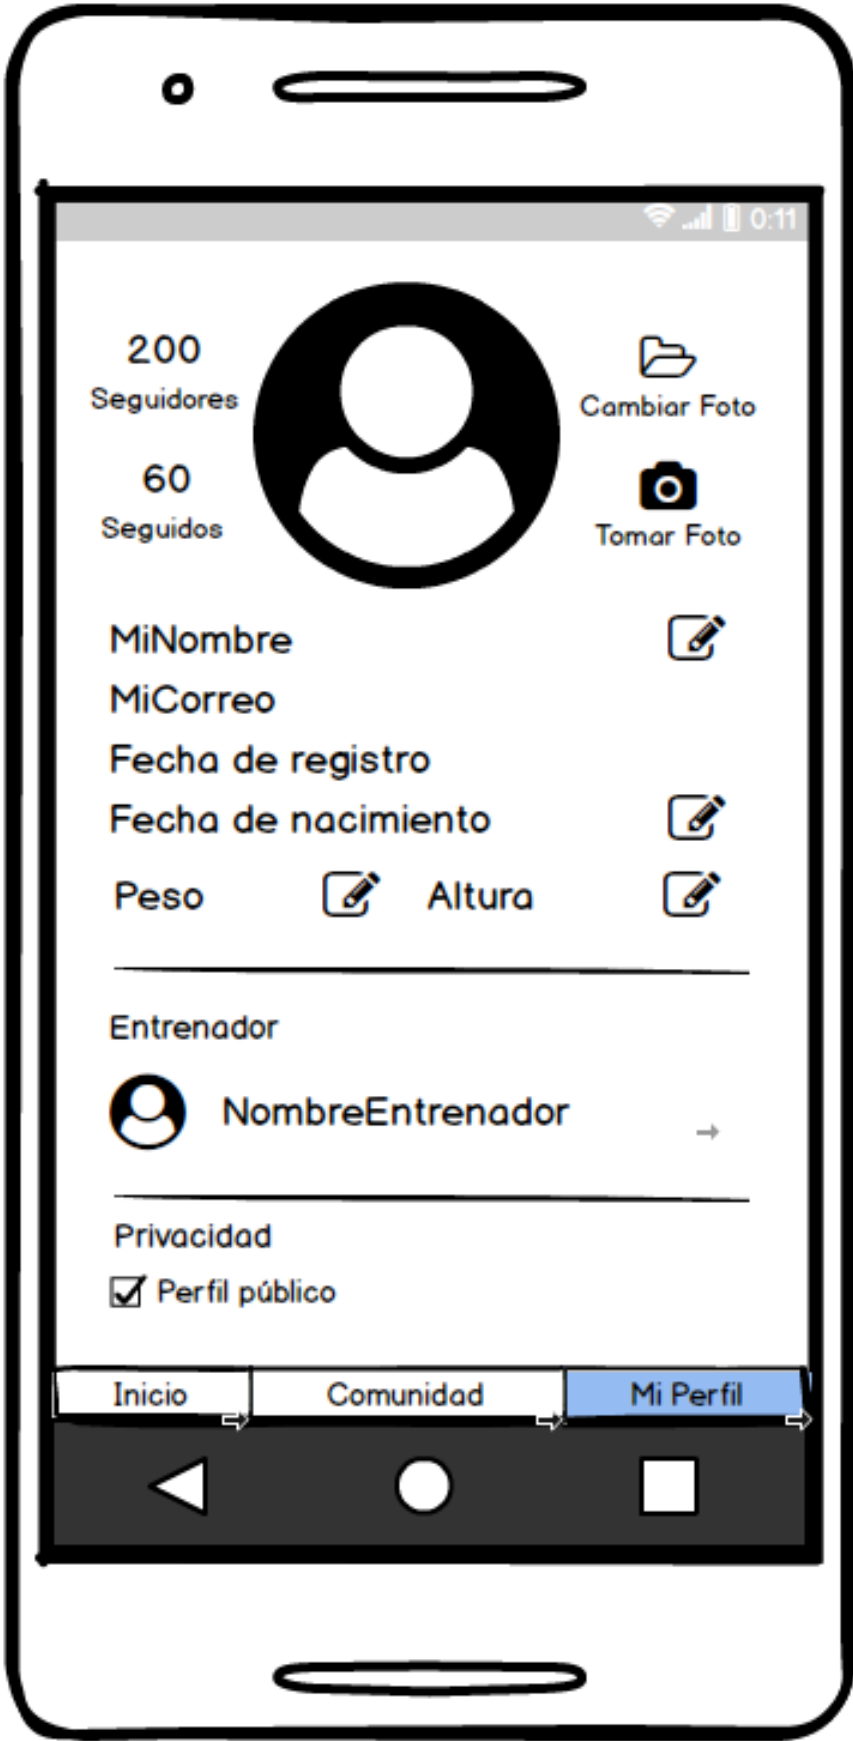 0:11
200
Seguidores
60
Seguidos
Cambiar Foto
Tomar Foto
MiNombre
MiCorreo
Fecha de registro
Fecha de nacimiento
Peso Altura
Entrenador
NombreEntrenador
Privacidad
Perfil público
Inicio Comunidad Mi Perfil